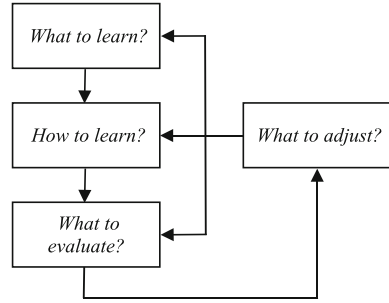 What to learn?
How to learn?
What to adjust?
What to
evaluate?